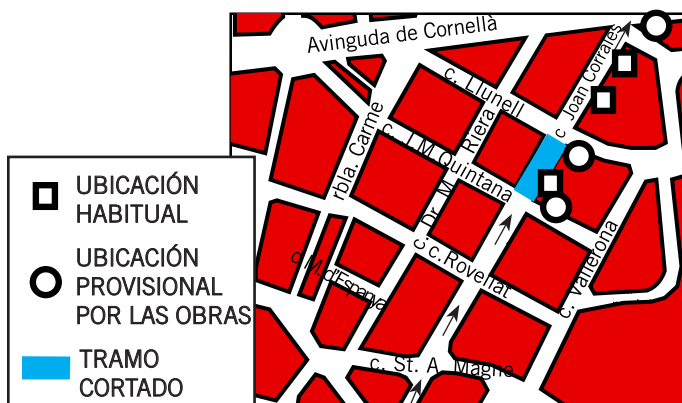 Avinguda de Cornellà
c. Llunell
c Joan Corrales
rbla. Carme
c. J.M. Quintana
Dr. M. Riera
c. c.Rovellat
c. Vallerona
c. M. d'Espanya
c. St. A. Magne
UBICACIÓN
HABITUAL
UBICACIÓN
PROVISIONAL
POR LAS OBRAS
TRAMO
CORTADO